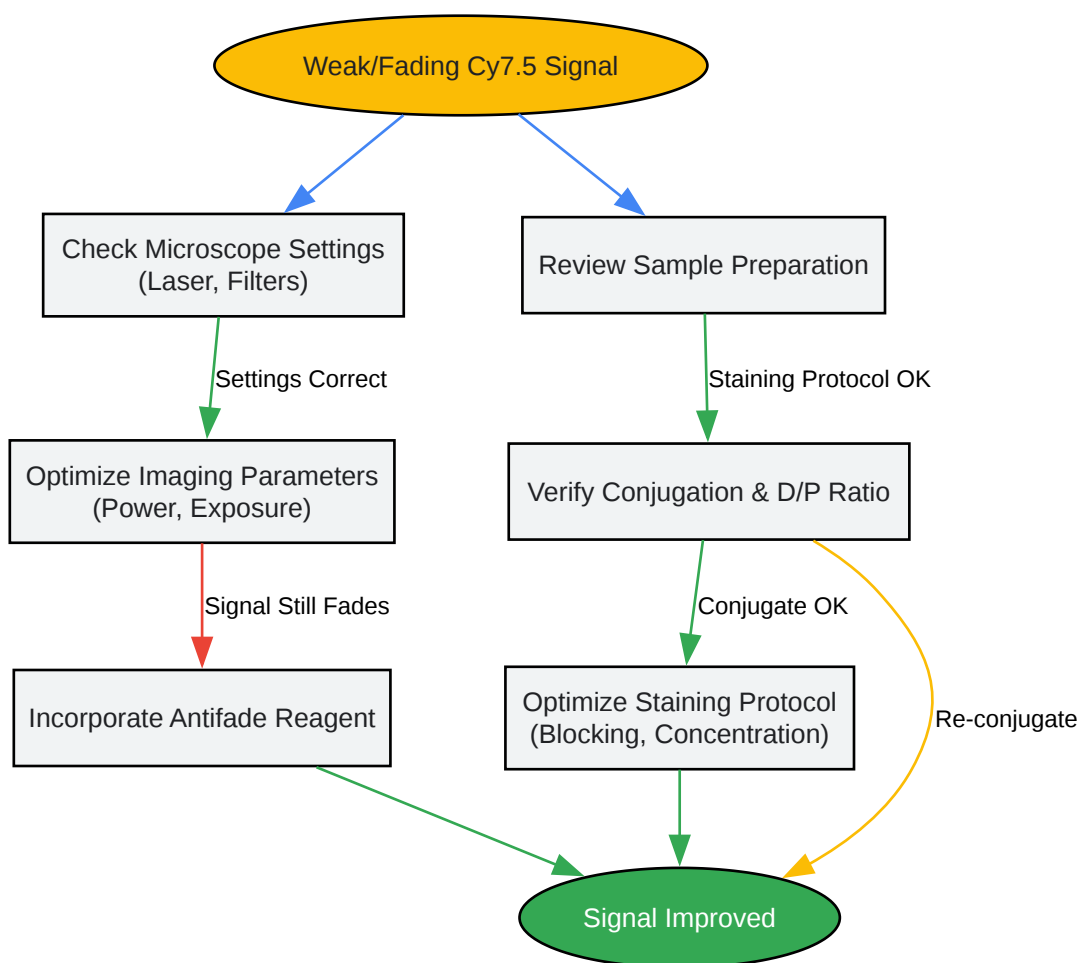 Weak/Fading Cy7.5 Signal
Check Microscope Settings
(Laser, Filters)
Review Sample Preparation
Settings Correct
Staining Protocol OK
Optimize Imaging Parameters
(Power, Exposure)
Verify Conjugation & D/P Ratio
Signal Still Fades
Conjugate OK
Incorporate Antifade Reagent
Optimize Staining Protocol
(Blocking, Concentration)
Re-conjugate
Signal Improved